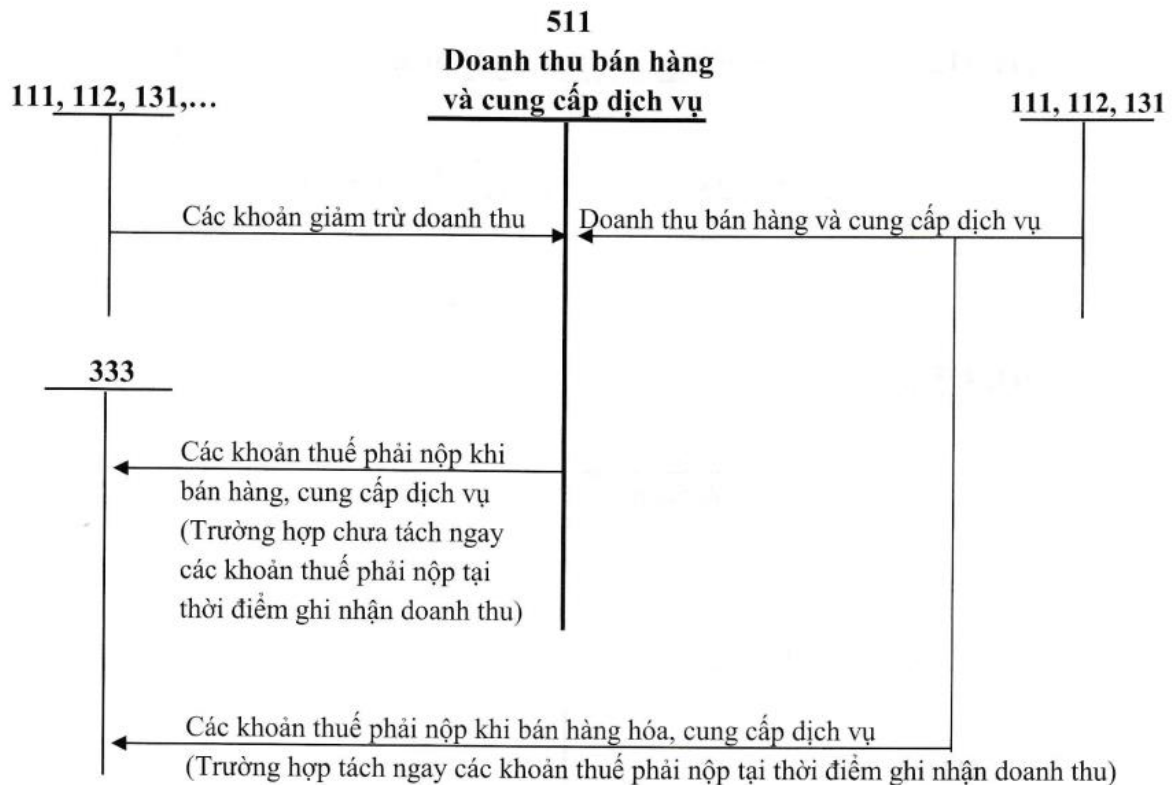 511
Doanh thu bán hàng
và cung cấp dịch vụ
111, 112, 131,...
111, 112, 131
Các khoản giảm trừ doanh thu
Doanh thu bán hàng và cung cấp dịch vụ
333
Các khoản thuế phải nộp khi
bán hàng, cung cấp dịch vụ
(Trường hợp chưa tách ngay
các khoản thuế phải nộp tại
thời điểm ghi nhận doanh thu)
Các khoản thuế phải nộp khi bán hàng hóa, cung cấp dịch vụ
(Trường hợp tách ngay các khoản thuế phải nộp tại thời điểm ghi nhận doanh thu)